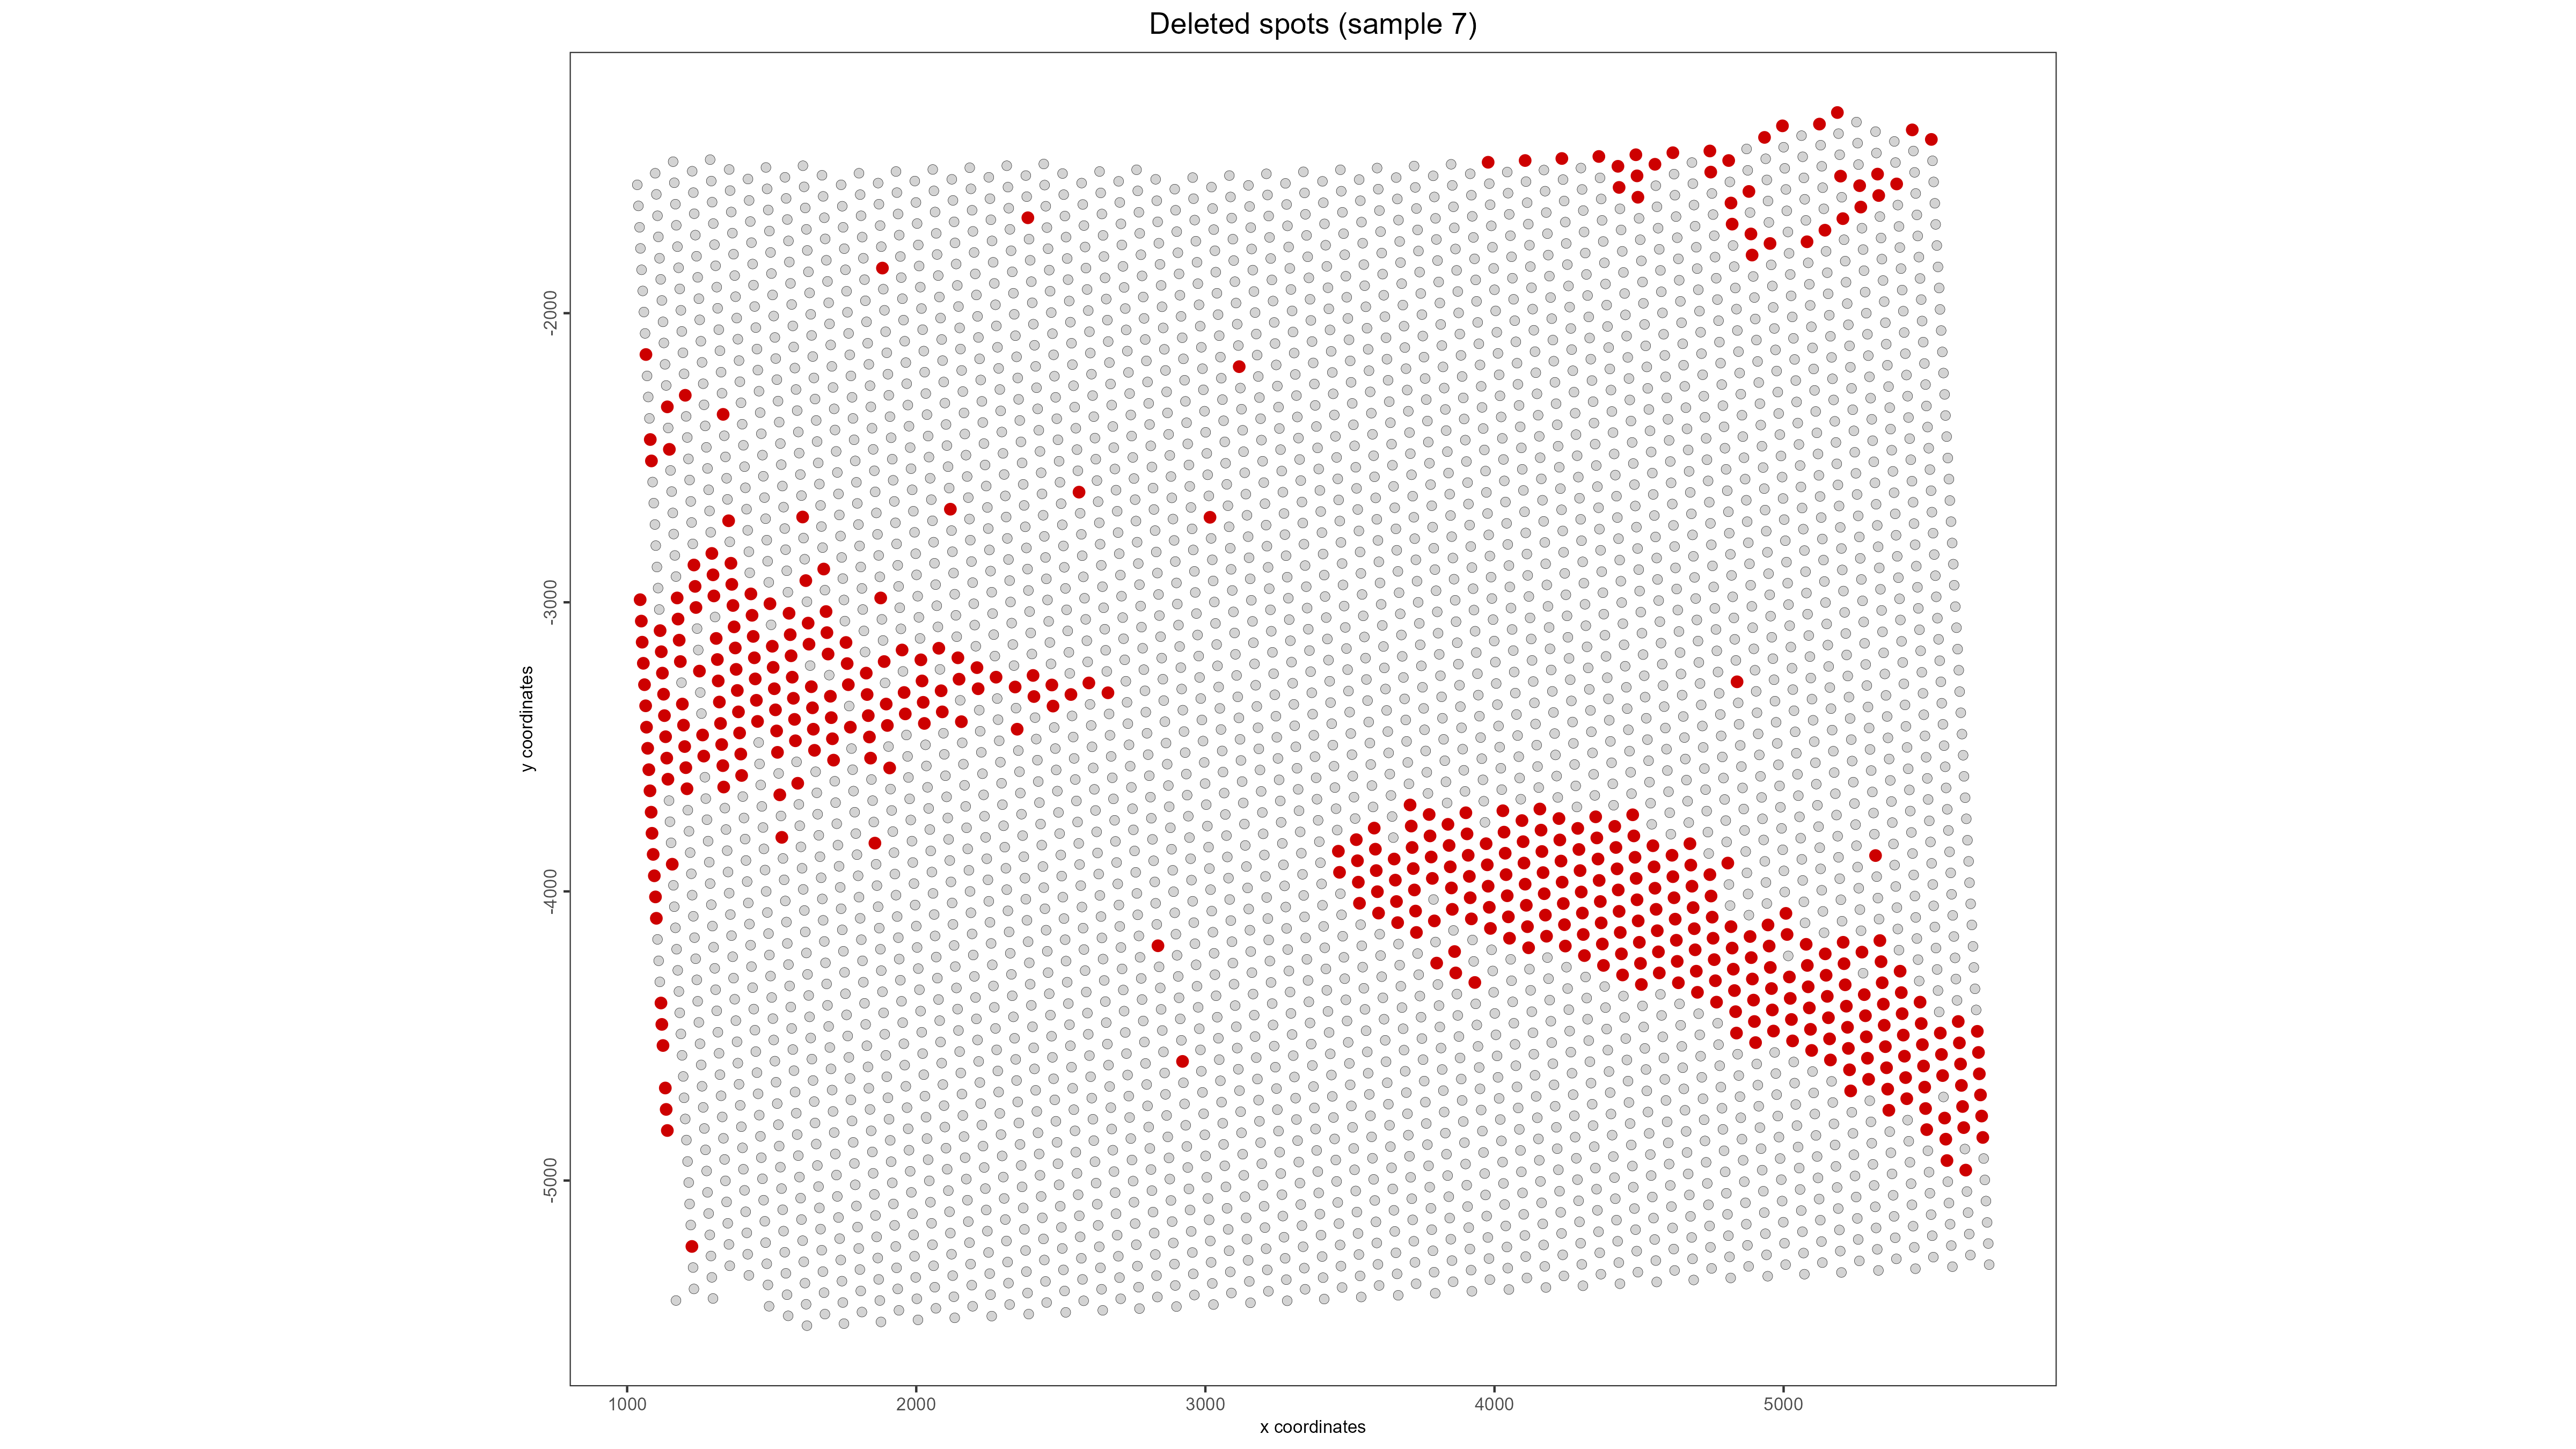 Deleted spots (sample 7)
-2000
-3000
y coordinates
-4000
-5000
1000 2000 3000 4000 5000
x coordinates